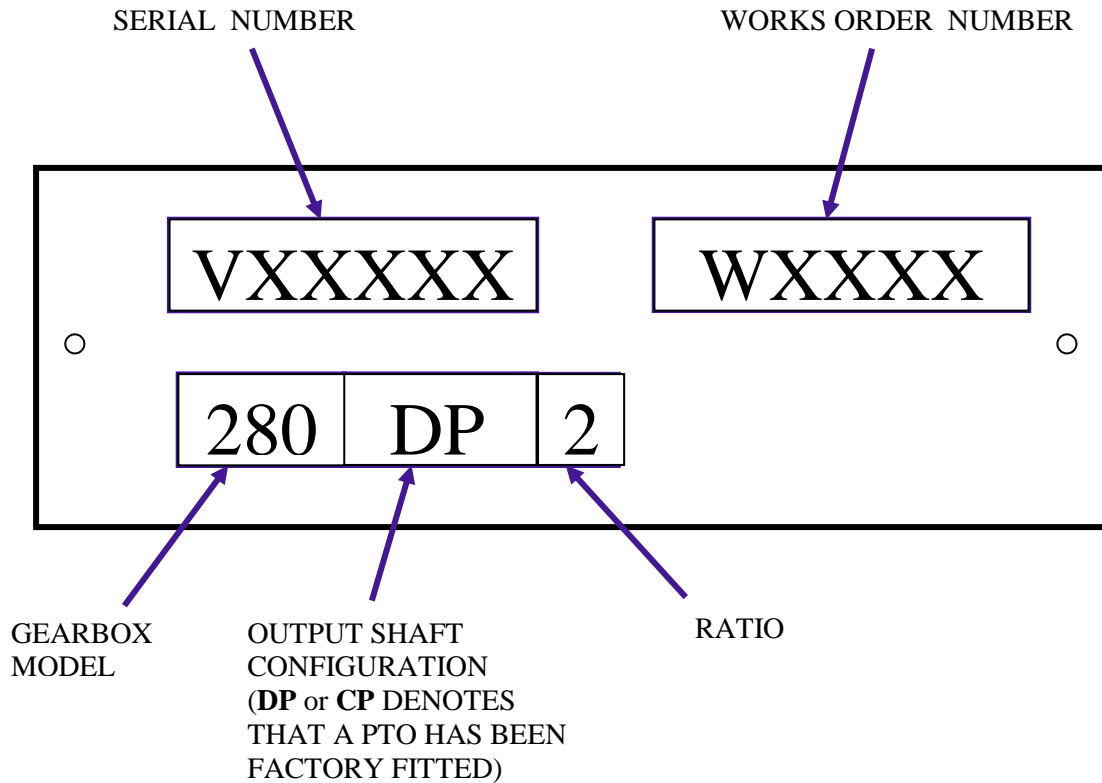 SERIAL NUMBER
WORKS ORDER NUMBER
VXXXXX
WXXXX
280 DP 2
GEARBOX
MODEL
OUTPUT SHAFT
CONFIGURATION
(DP or CP DENOTES
THAT A PTO HAS BEEN
FACTORY FITTED)
RATIO